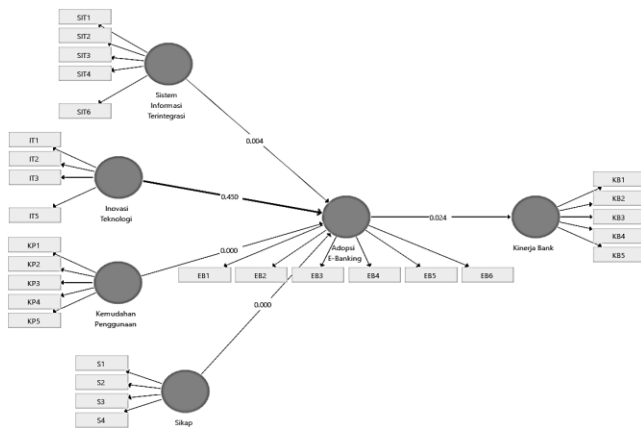 SIT1
SIT2
SIT3
SIT4
SIT6
Sistem
Informasi
Terintegrasi
0.004
IT1
IT2
IT3
IT5
Inovasi
Teknologi
0.450
KP1
KP2
KP3
KP4
KP5
Kemudahan
Penggunaan
0.000
Adopsi
E-Banking
0.024
EB1
EB2
EB3
EB4
EB5
EB6
0.000
KB1
KB2
KB3
KB4
KB5
Kinerja Bank
S1
S2
S3
S4
Sikap